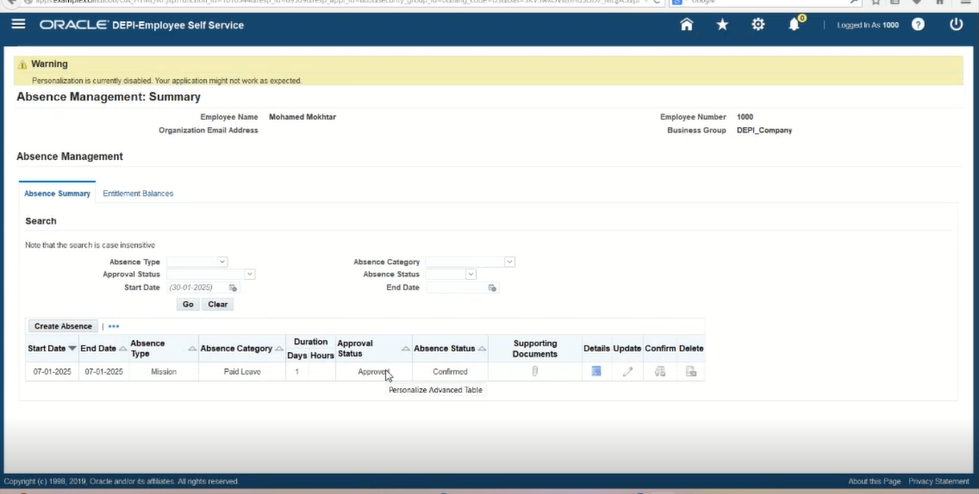 ORACLE DEPI-Employee Self Service
Logged In As 1000
Warning
Personalization is currently disabled. Your application might not work as expected.
Absence Management: Summary
Employee Name Mohamed Mokhtar Employee Number 1000
Organization Email Address Business Group DEPI_Company
Absence Management
Absence Summary Entitlement Balances
Search
Note that the search is case insensitive
Absence Type Absence Category
Approval Status Absence Status
Start Date (30-01-2025) End Date
Go Clear
Create Absence
Start Date End Date Absence Type Absence Category Duration Days Hours Approval Status Absence Status Supporting Documents Details Update Confirm Delete
07-01-2025 07-01-2025 Mission Paid Leave 1 Approved Confirmed
Personalize Advanced Table
Copyright (c) 1998, 2019, Oracle and/or its affiliates. All rights reserved. About this Page Privacy Statement